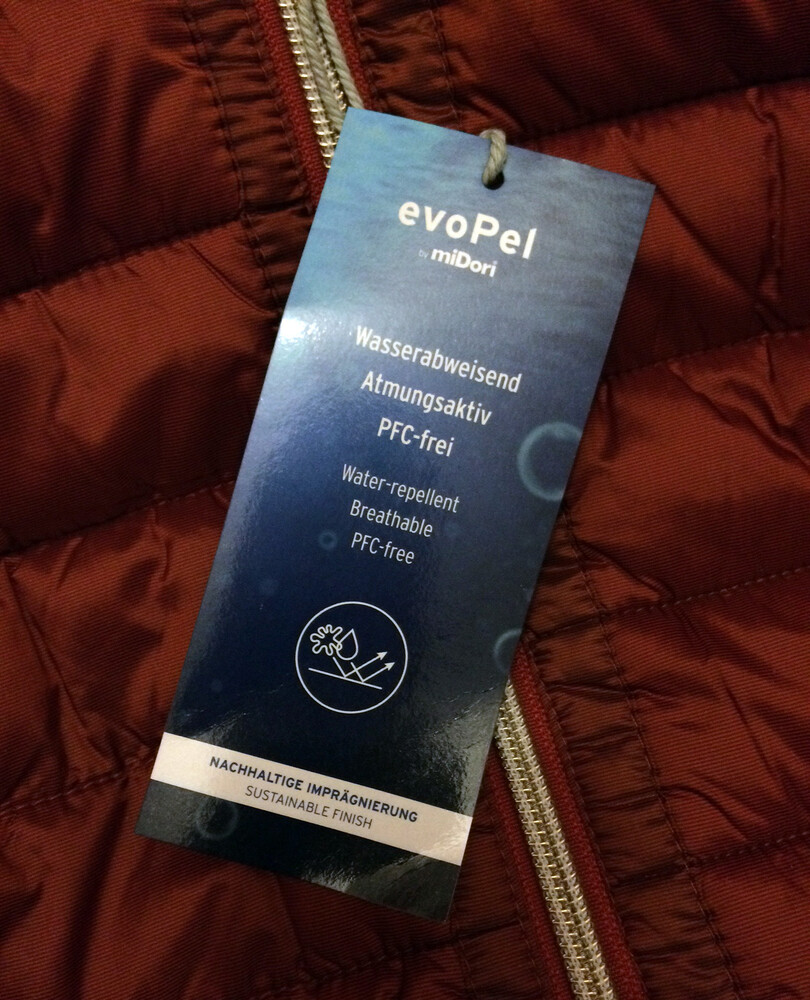 evoPel
by miDori
Wasserabweisend
Atmungsaktiv
PFC-frei
Water-repellent
Breathable
PFC-free
NACHHALTIGE IMPRÄGNIERUNG
SUSTAINABLE FINISH